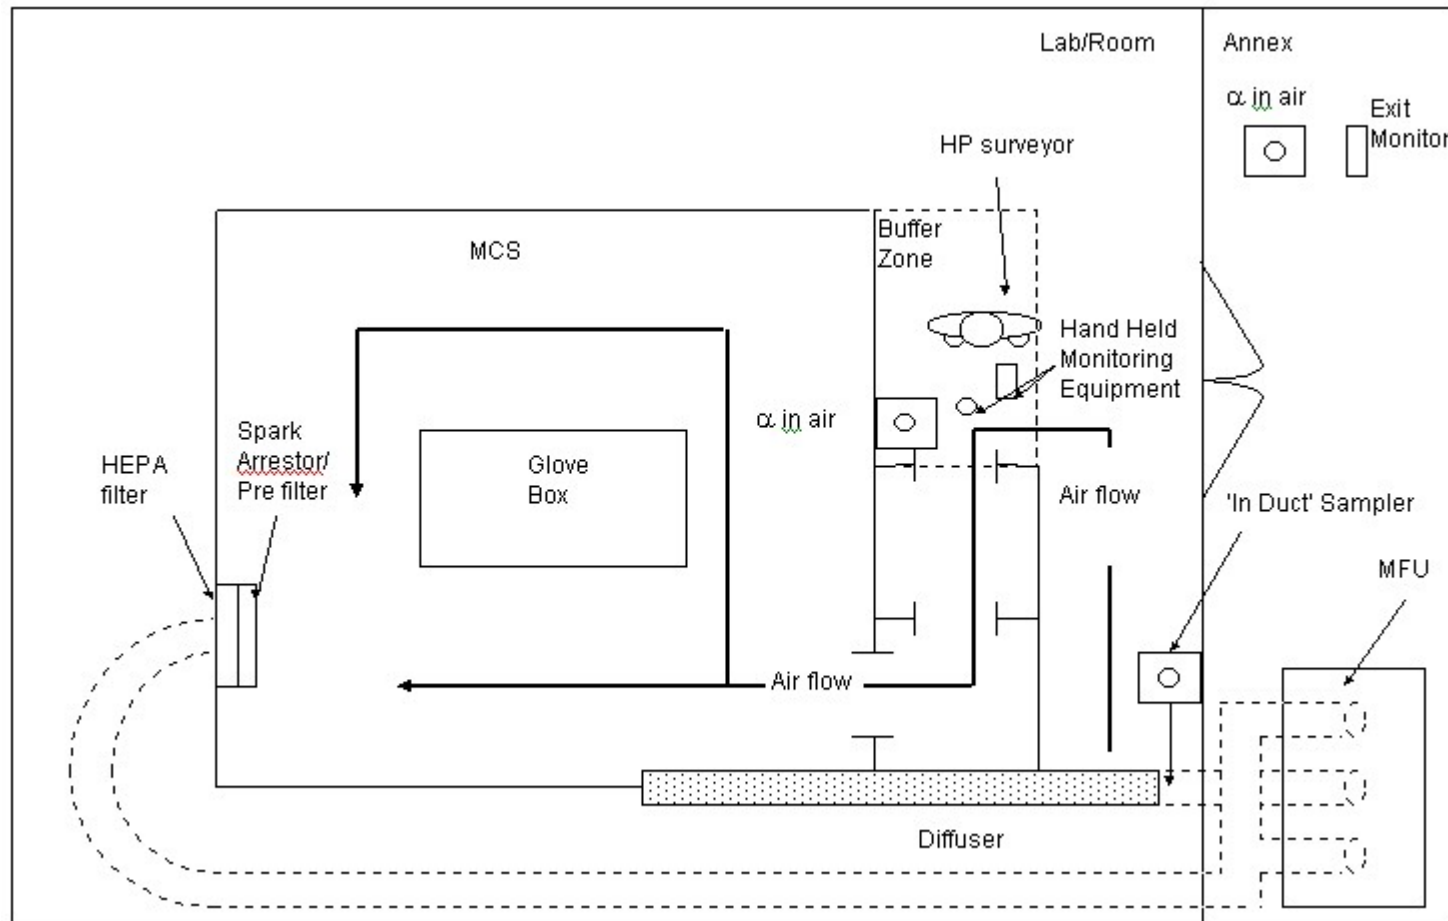 Lab/Room
Annex
α in air
Exit
Monitor
HP surveyor
Buffer
Zone
MCS
Hand Held
Monitoring
Equipment
α in air
Spark
Arrestor/
Pre filter
HEPA
filter
Glove
Box
Air flow
'In Duct' Sampler
MFU
Air flow
Diffuser